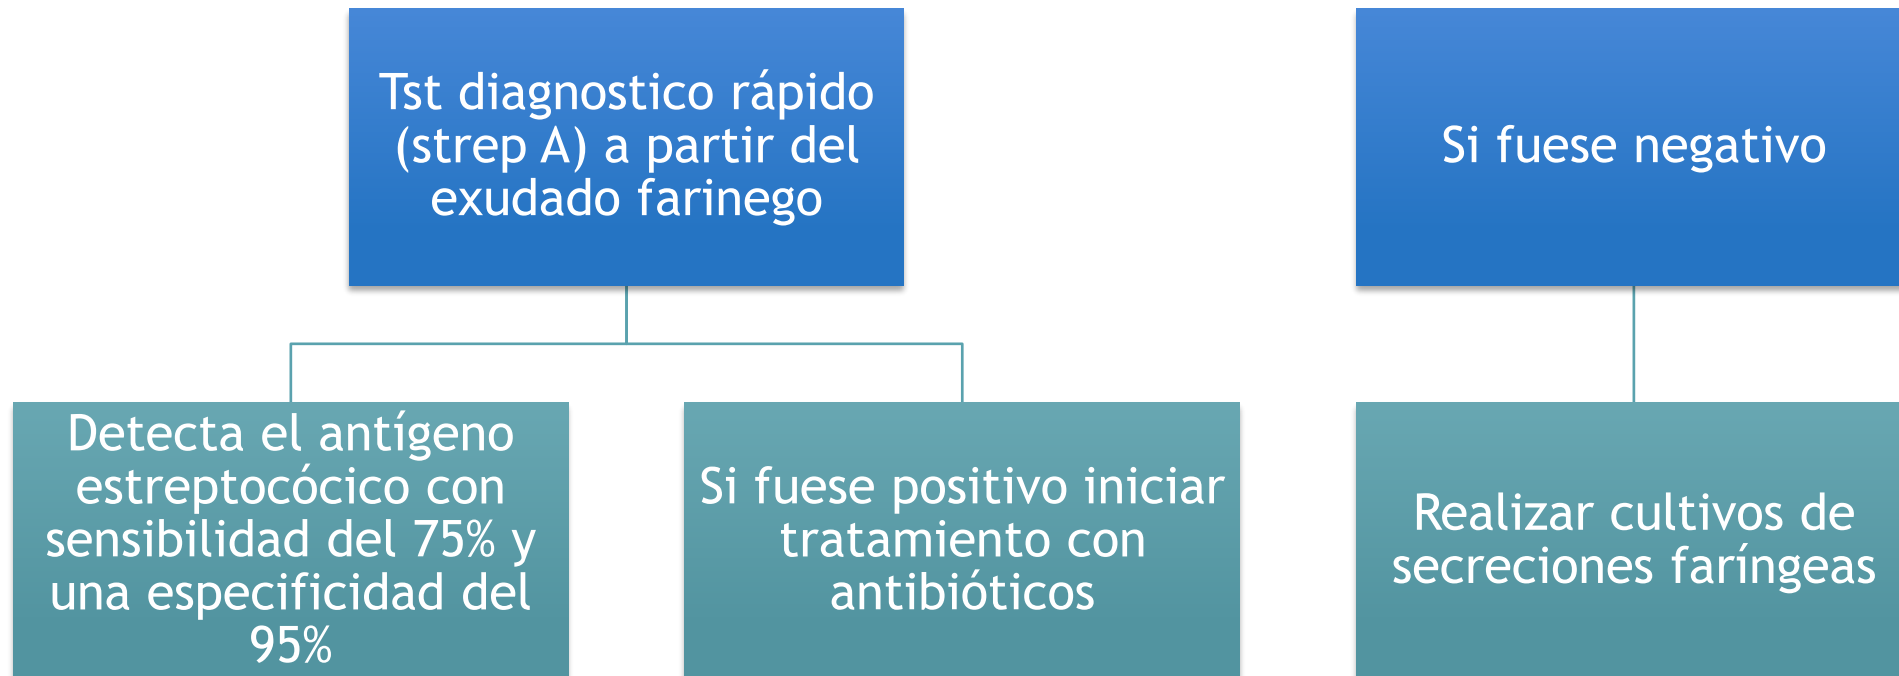 Tst diagnostico rápido
(strep A) a partir del
exudado farinego
Si fuese negativo
Detecta el antígeno
estreptocócico con
sensibilidad del 75% y
una especificidad del
95%
Si fuese positivo iniciar
tratamiento con
antibióticos
Realizar cultivos de
secreciones faríngeas